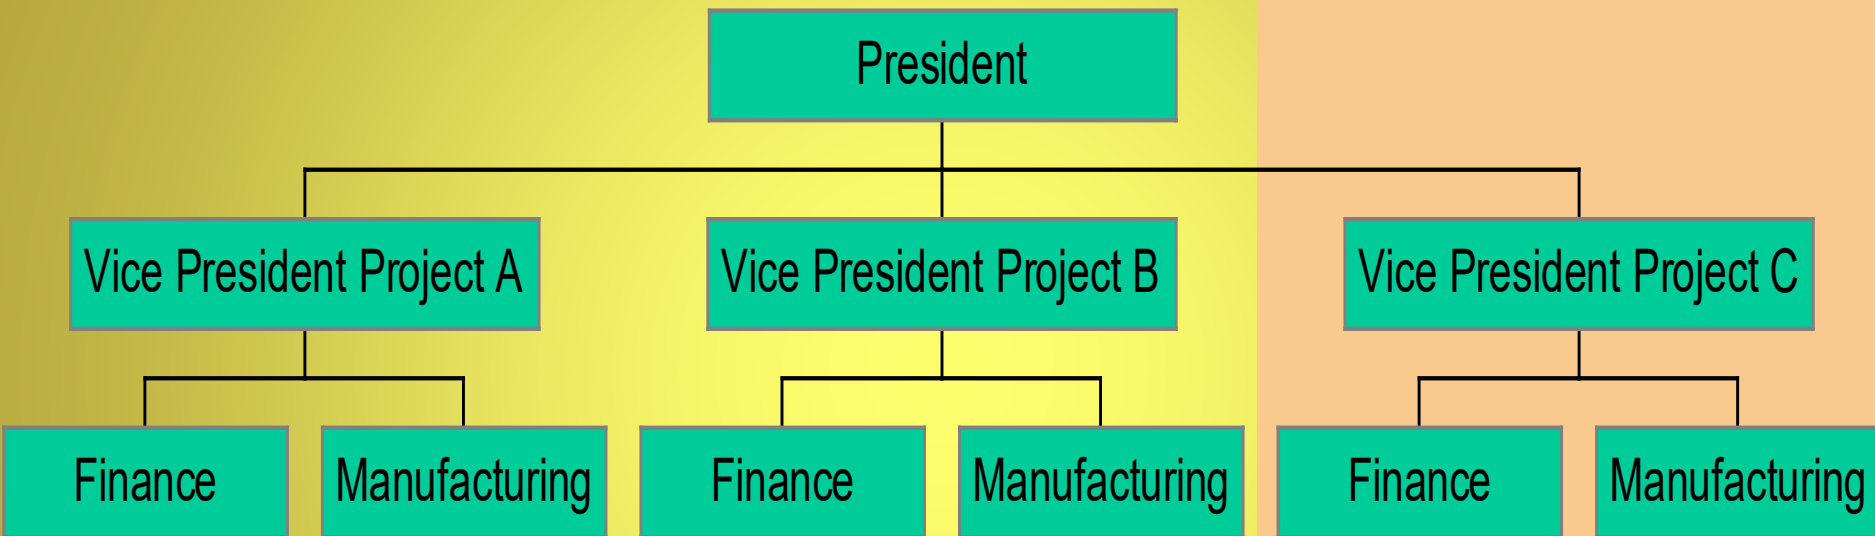 President
Vice President Project A
Vice President Project B
Vice President Project C
Finance
Manufacturing
Finance
Manufacturing
Finance
Manufacturing